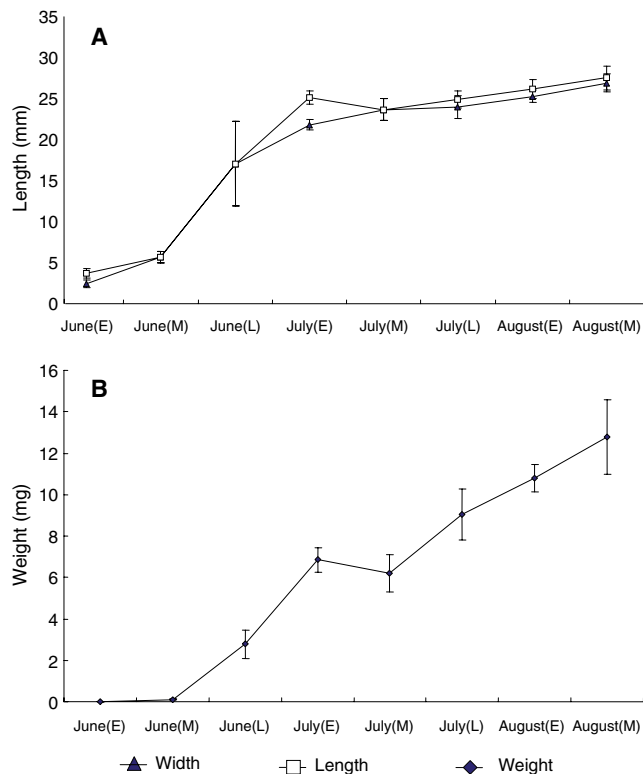 A
Length (mm)
35
30
25
20
15
10
5
0
June(E) June(M) June(L) July(E) July(M) July(L) August(E) August(M)
B
Weight (mg)
16
14
12
10
8
6
4
2
0
June(E) June(M) June(L) July(E) July(M) July(L) August(E) August(M)
Width Length Weight